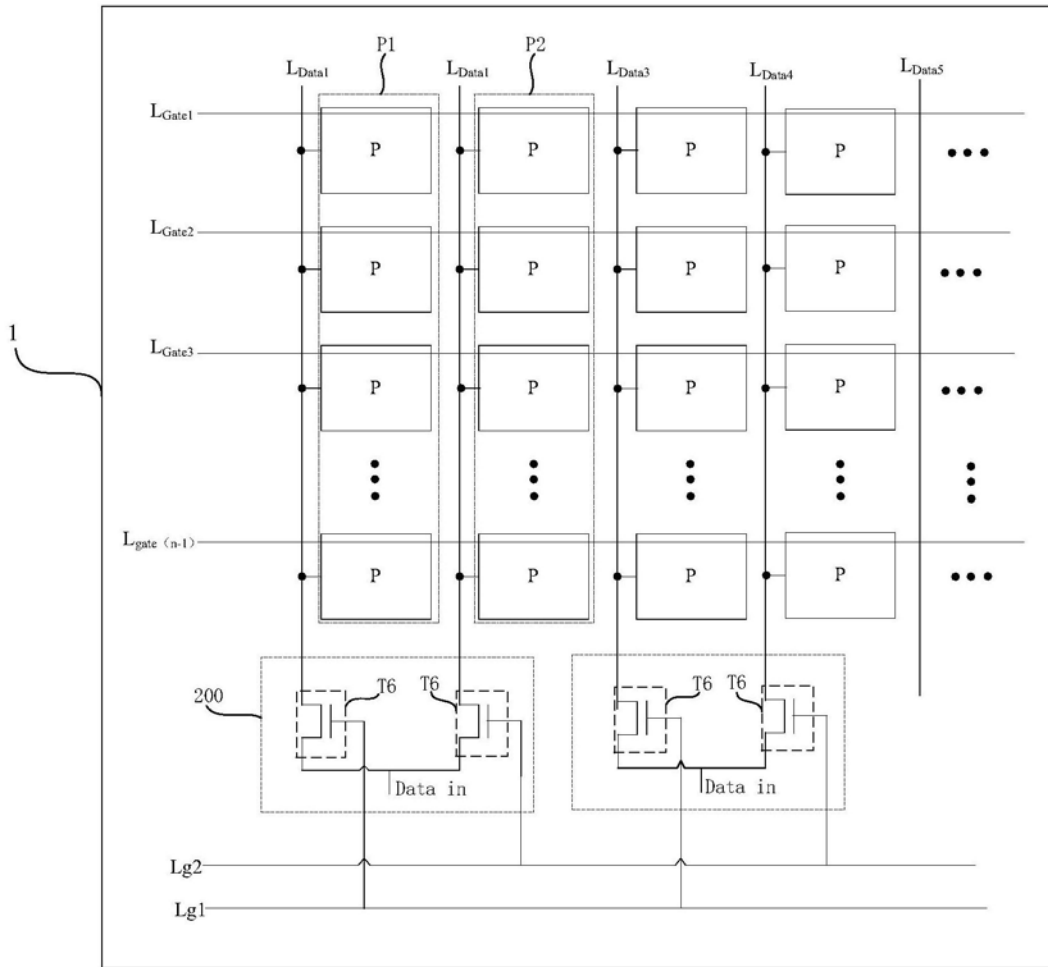 P1 P2
LData1 LData1 LData3 LData4 LData5
LGate1
P P P P
LGate2
P P P P
LGate3
P P P P
1
Lgate (n-1)
P P P P
200 T6 T6 T6 T6
Data in Data in
Lg2
Lg1